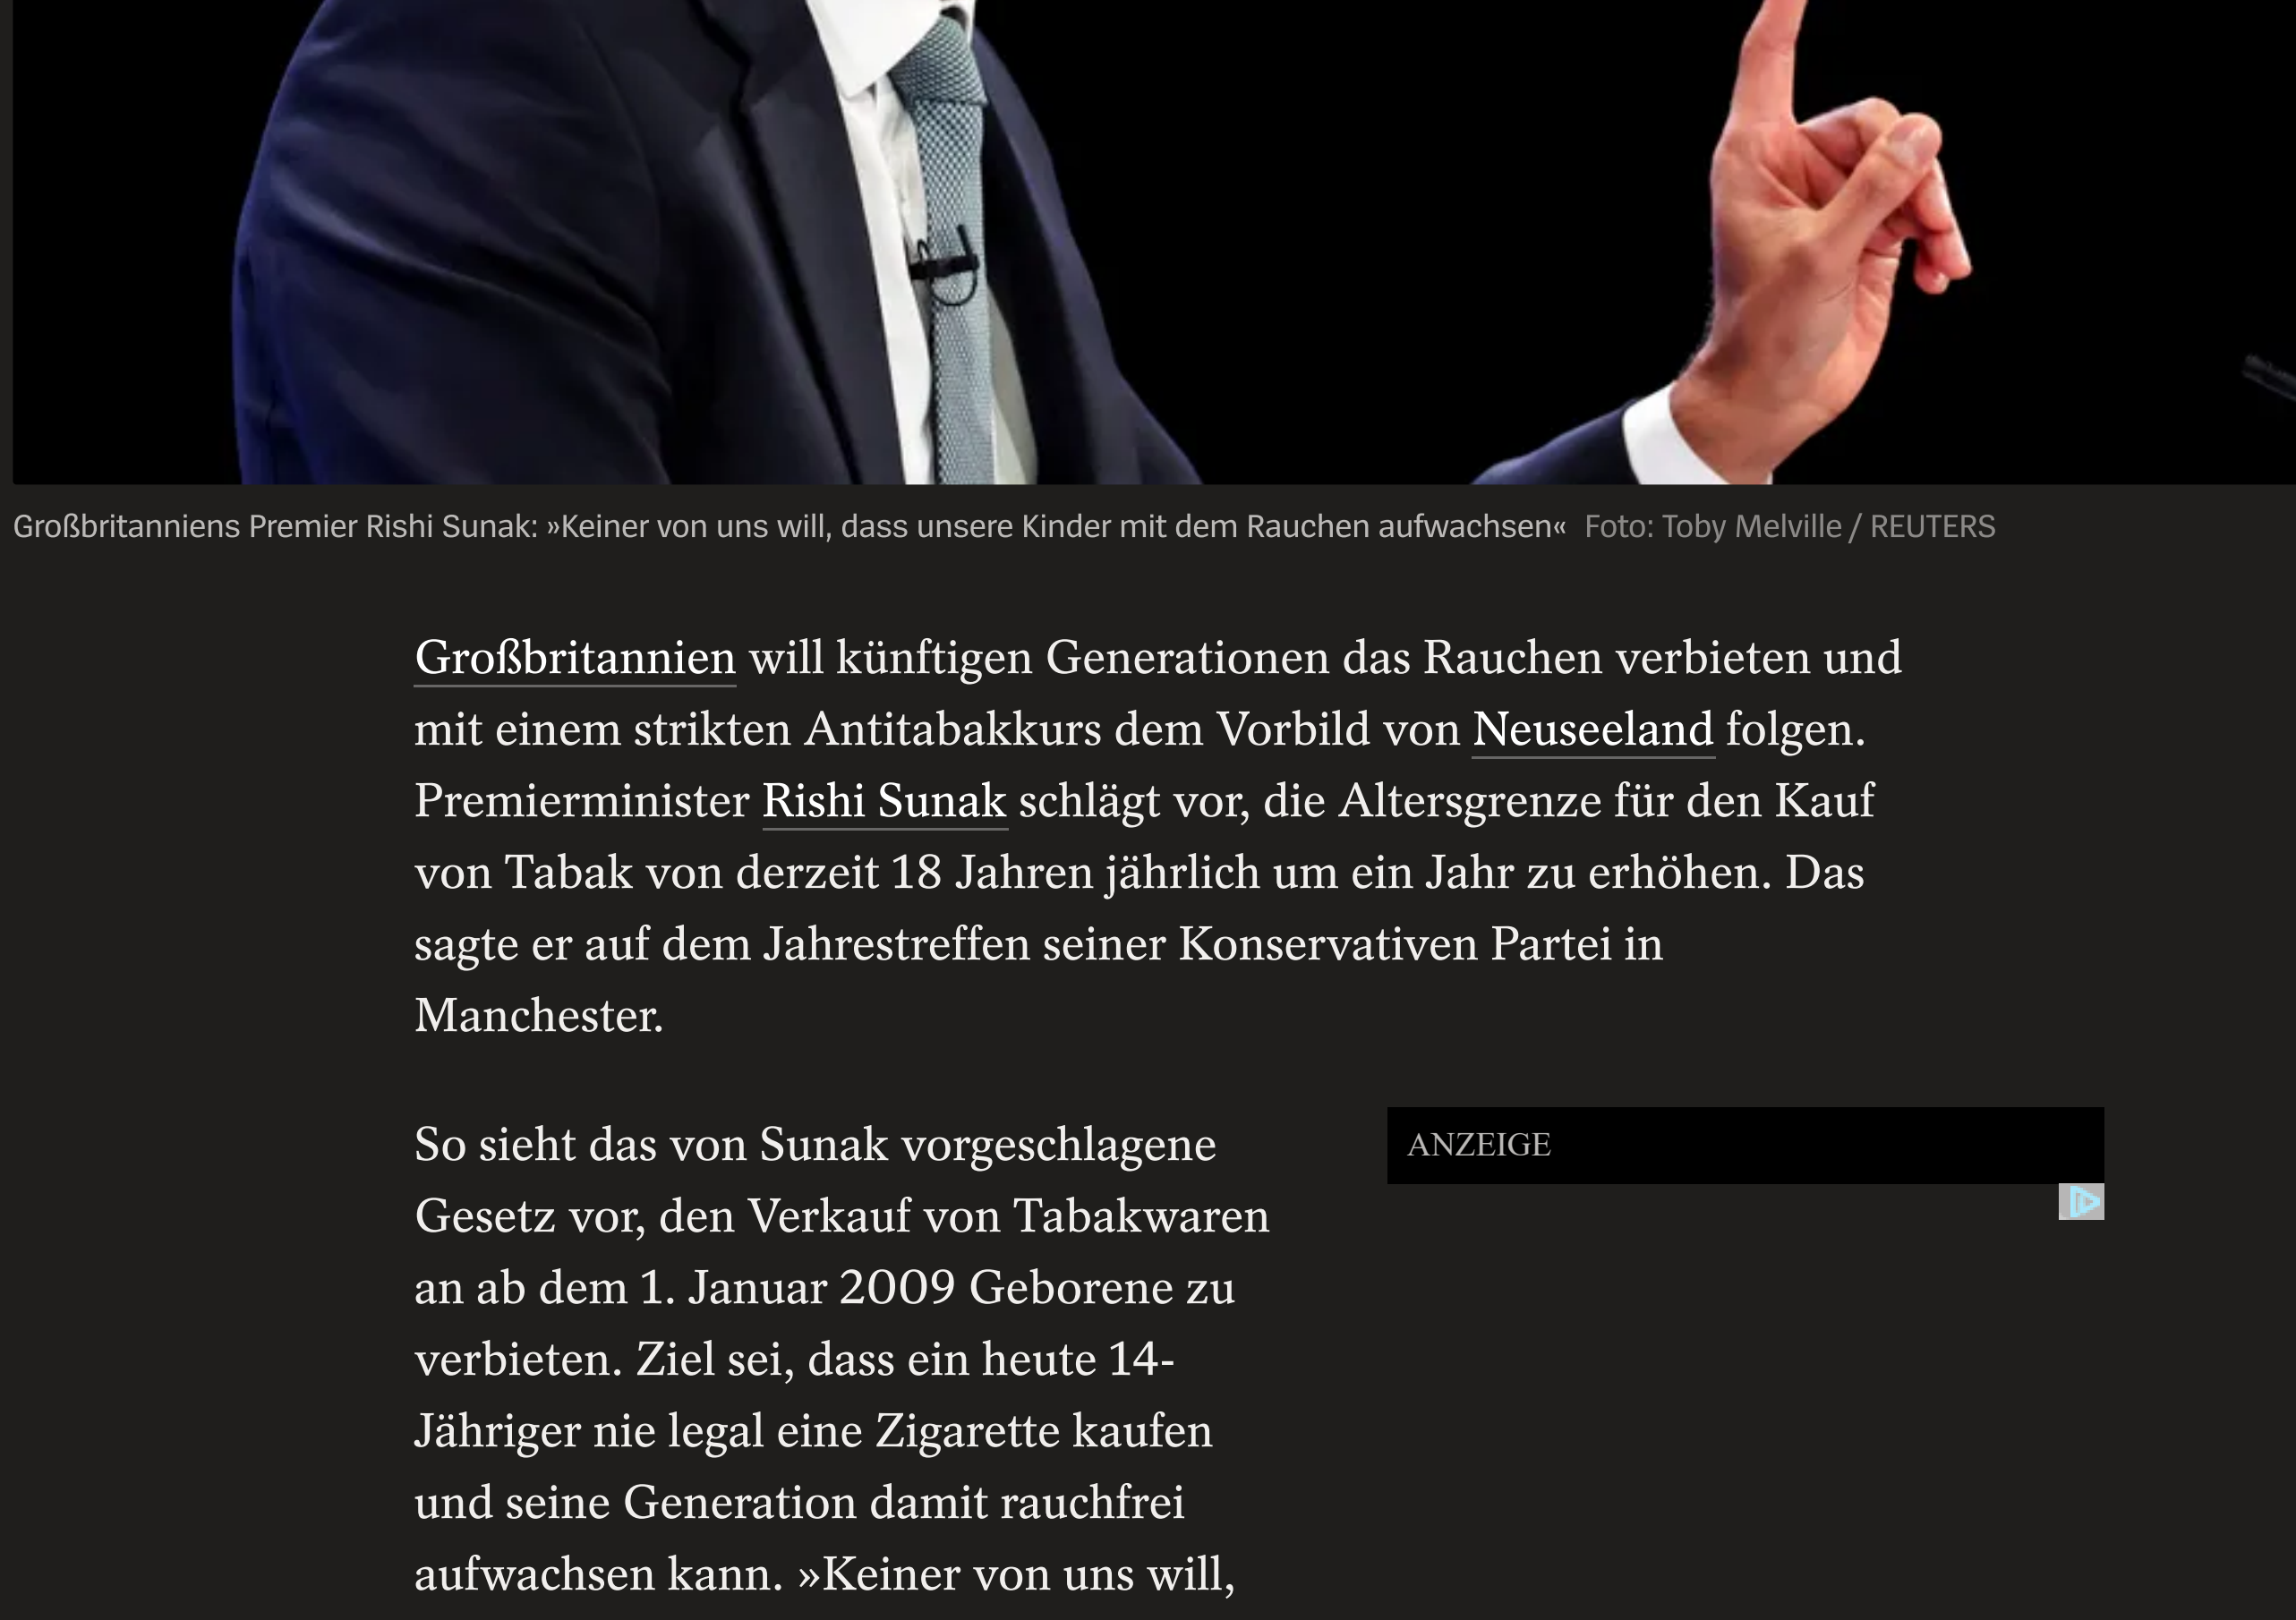 Großbritanniens Premier Rishi Sunak: »Keiner von uns will, dass unsere Kinder mit dem Rauchen aufwachsen« Foto: Toby Melville / REUTERS
Großbritannien will künftigen Generationen das Rauchen verbieten und
mit einem strikten Antitabakkurs dem Vorbild von Neuseeland folgen.
Premierminister Rishi Sunak schlägt vor, die Altersgrenze für den Kauf
von Tabak von derzeit 18 Jahren jährlich um ein Jahr zu erhöhen. Das
sagte er auf dem Jahrestreffen seiner Konservativen Partei in
Manchester.
So sieht das von Sunak vorgeschlagene
Gesetz vor, den Verkauf von Tabakwaren
an ab dem 1. Januar 2009 Geborene zu
verbieten. Ziel sei, dass ein heute 14-
Jähriger nie legal eine Zigarette kaufen
und seine Generation damit rauchfrei
aufwachsen kann. »Keiner von uns will,
ANZEIGE